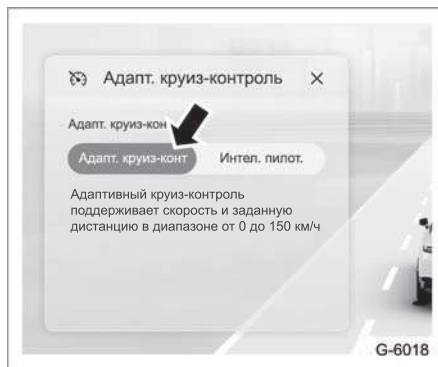 Адапт. круиз-контроль
Адапт. круиз-кон
Адапт. круиз-конт
Интел. пилот.
Адаптивный круиз-контроль
поддерживает скорость и заданную
дистанцию в диапазоне от 0 до 150 км/ч
G-6018